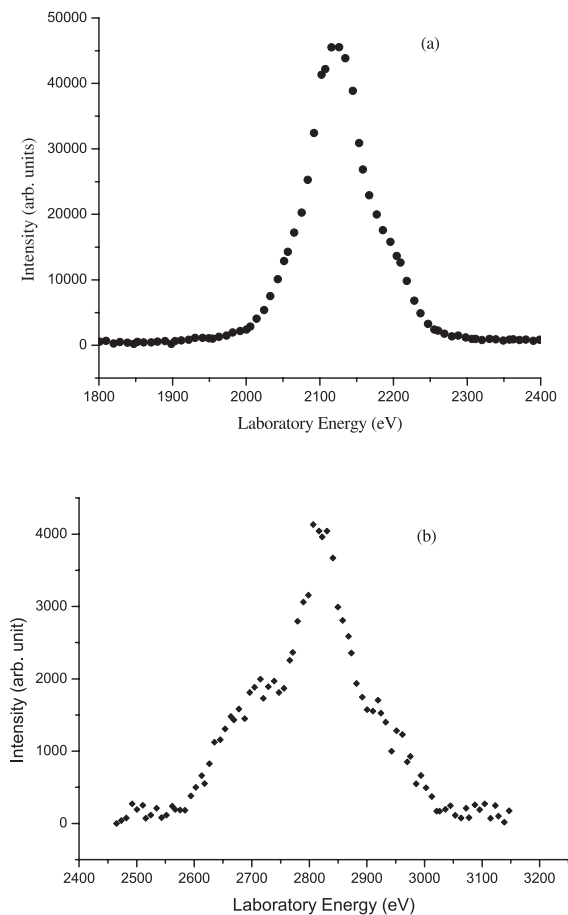 50000
(a)
40000
30000
20000
10000
0
Intensity (arb. units)
1800 1900 2000 2100 2200 2300 2400
Laboratory Energy (eV)
(b)
4000
3000
2000
1000
0
Intensity (arb. unit)
2400 2500 2600 2700 2800 2900 3000 3100 3200
Laboratory Energy (eV)